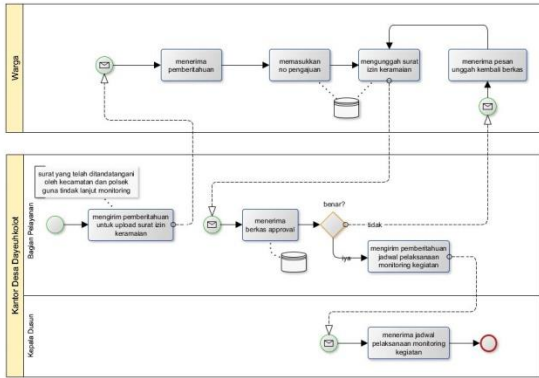 Warga
menerima
pemberitahuan
memasukkan
no pengajuan
mengunggah surat
izin keramaian
menerima pesan
unggah kembali berkas
Kantor Desa Dayeuhkolot
Bagian Pelayanan
surat yang telah ditandatangani
oleh kecamatan dan polsek
guna tindak lanjut monitoring
mengirim pemberitahuan
untuk upload surat izin
keramaian
menerima
berkas approval
benar?
tidak
iya
mengirim pemberitahuan
jadwal pelaksanaan
monitoring kegiatan
Kepala Dusun
menerima jadwal
pelaksanaan monitoring
kegiatan